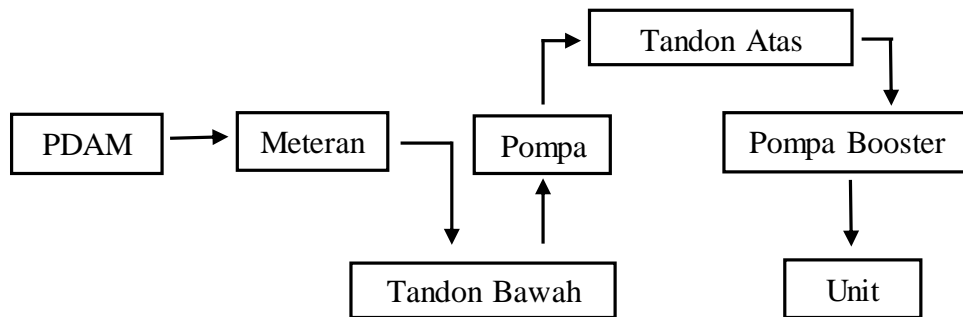 PDAM
Meteran
Tandon Bawah
Pompa
Tandon Atas
Pompa Booster
Unit